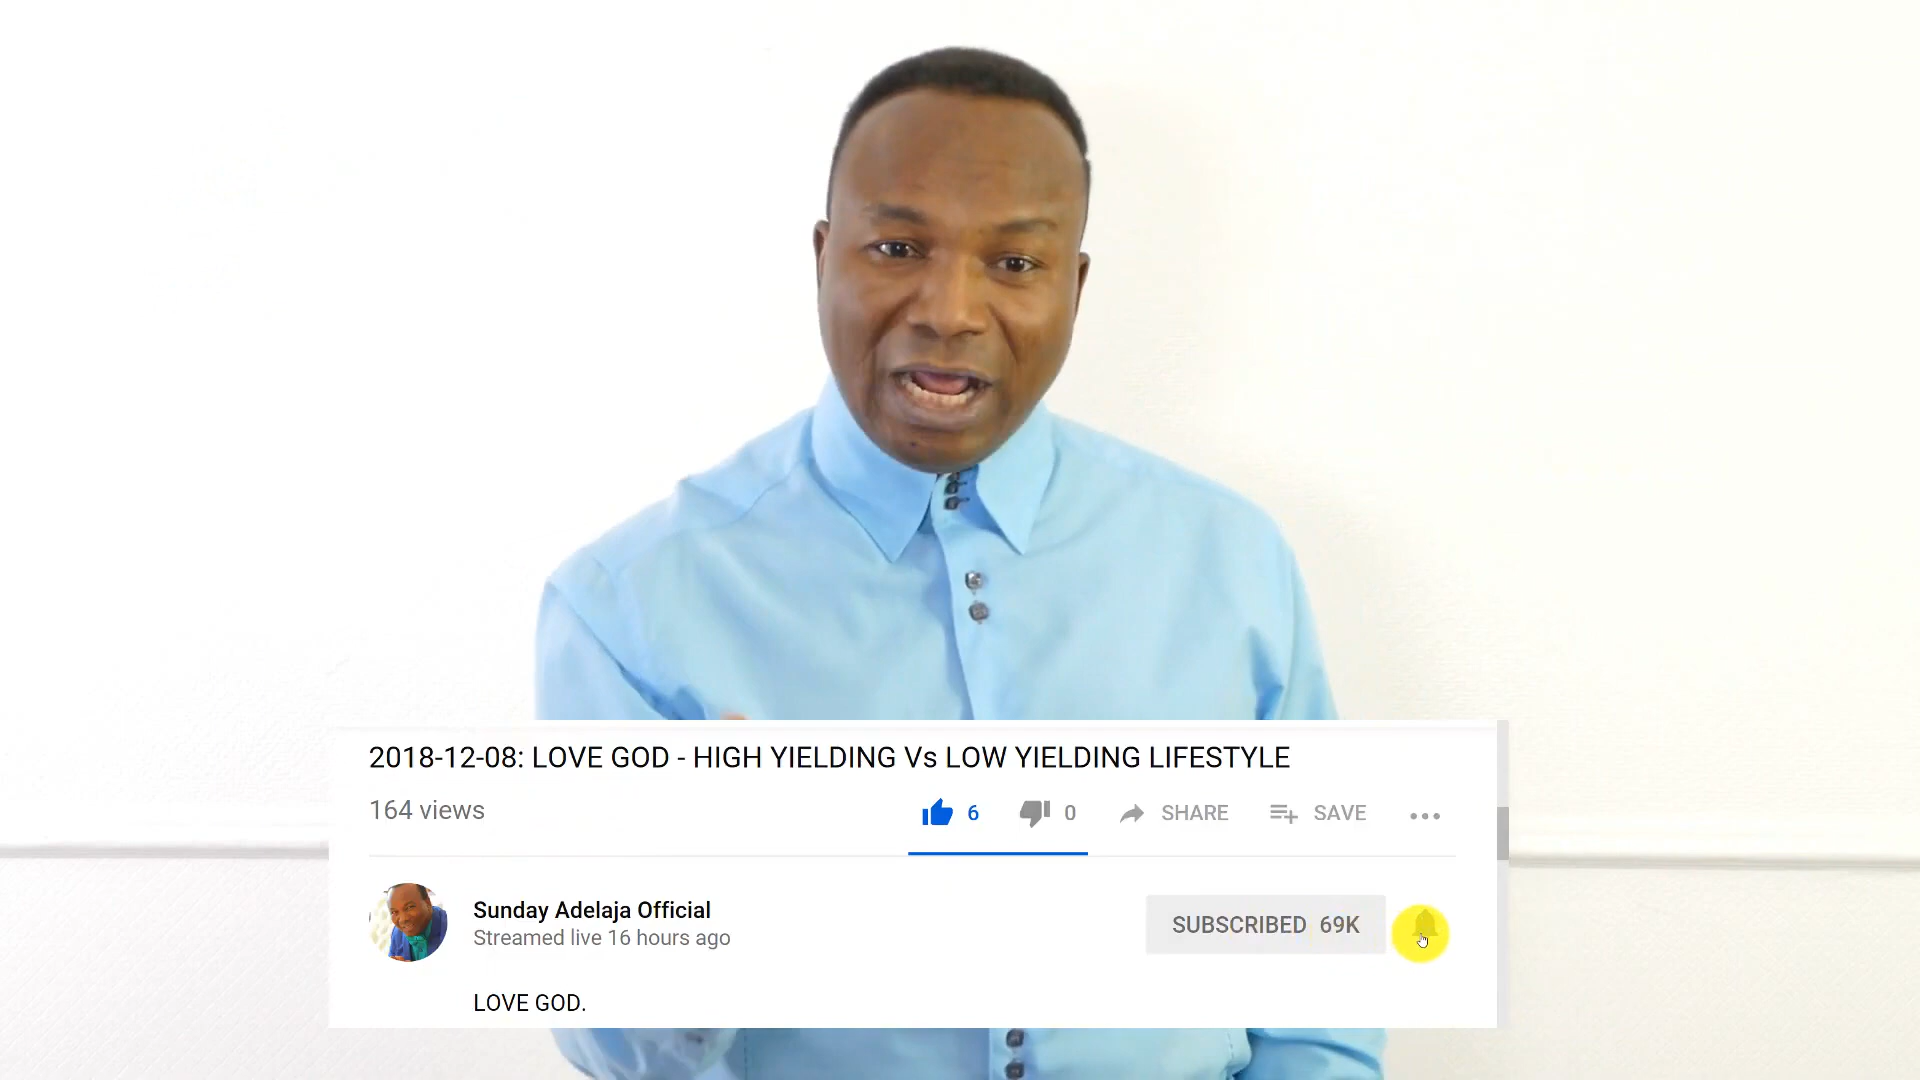 2018-12-08: LOVE GOD - HIGH YIELDING Vs LOW YIELDING LIFESTYLE
164 views
6
0
SHARE
SAVE
Sunday Adelaja Official
Streamed live 16 hours ago
SUBSCRIBED 69K
LOVE GOD.